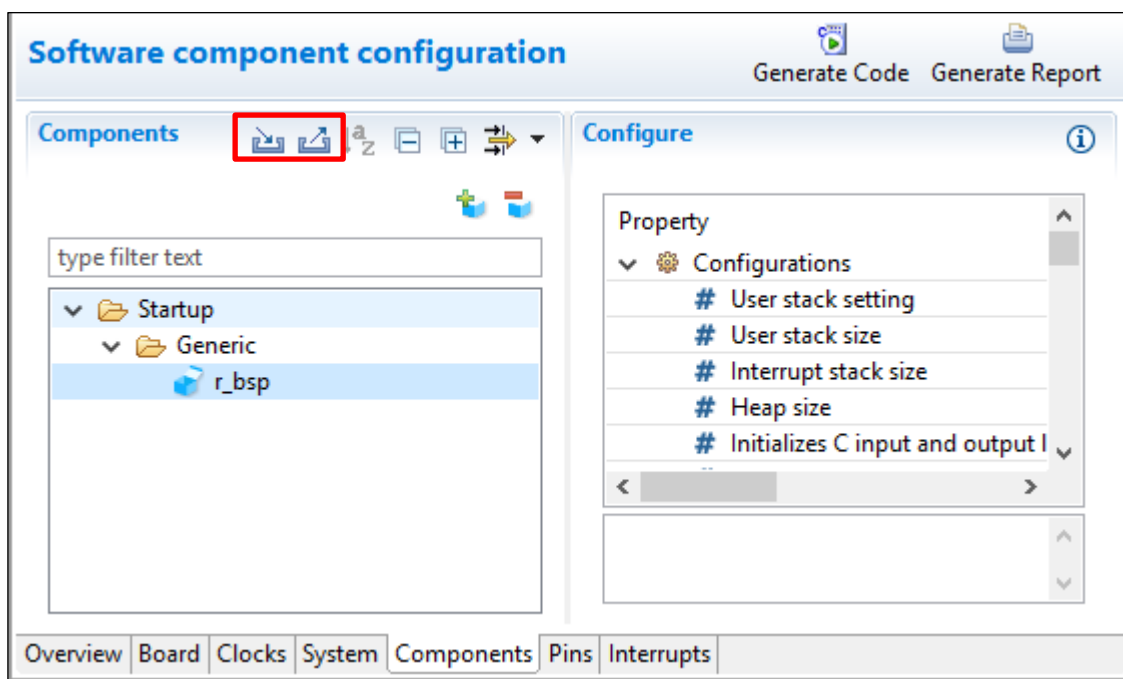 Software component configuration
Generate Code Generate Report
Components
a
z
Configure
type filter text
Startup
Generic
r_bsp
Property
Configurations
# User stack setting
# User stack size
# Interrupt stack size
# Heap size
# Initializes C input and output l
Overview Board Clocks System Components Pins Interrupts